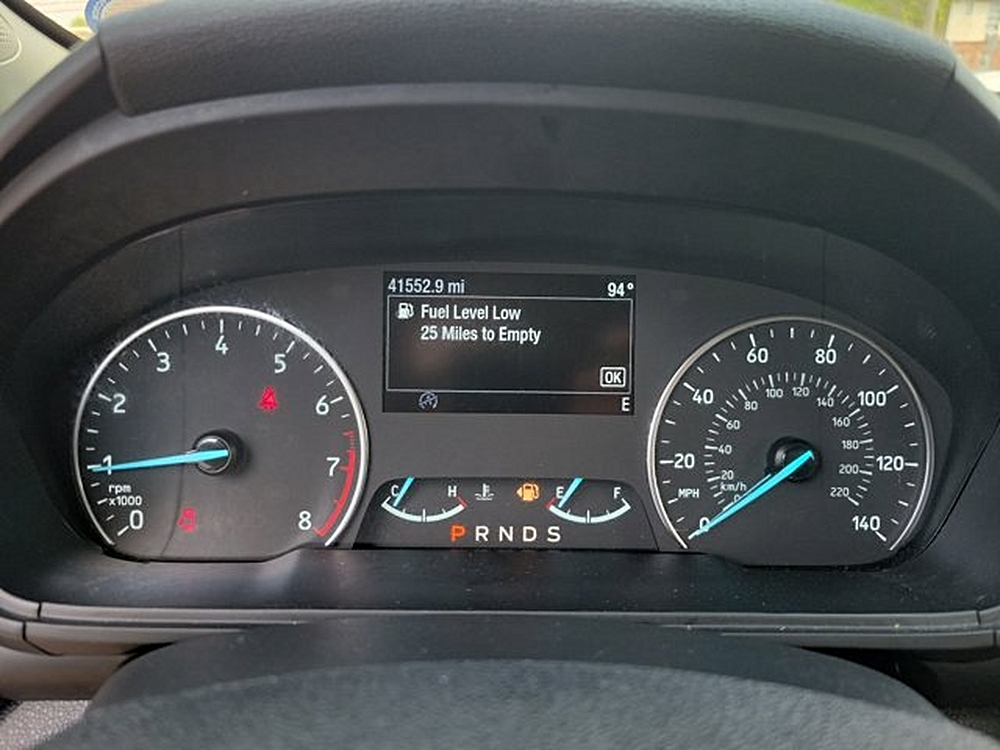 41552.9 mi 94°
Fuel Level Low
25 Miles to Empty
OK
E
0 1 2 3 4 5 6 7 8
rpm
x1000
C H E F
P R N D S
0 20 40 60 80 100 120 140
MPH
0 20 40 60 80 100 120 140 160 180 200 220
km/h